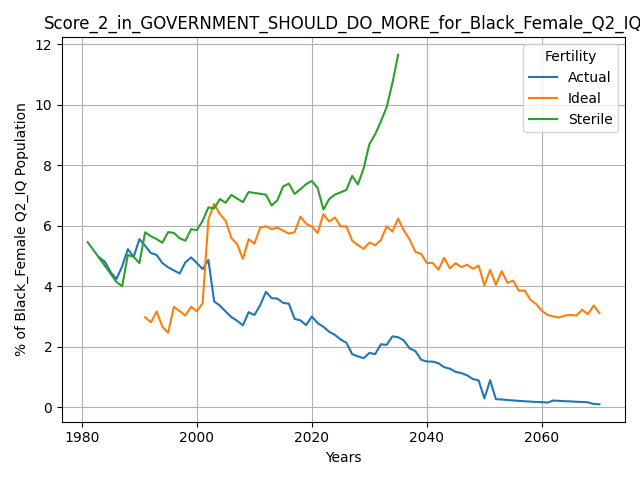 Score_2_in_GOVERNMENT_SHOULD_DO_MORE_for_Black_Female_Q2_IQ
12
10
8
6
4
2
0
% of Black_Female Q2_IQ Population
1980
2000
2020
2040
2060
Years
Fertility
Actual
Ideal
Sterile